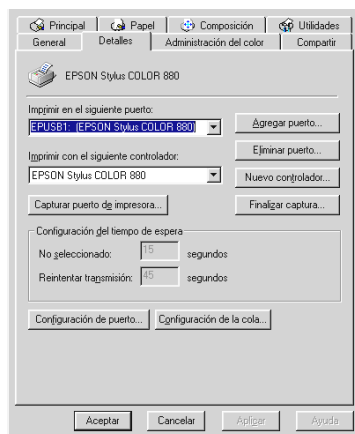 Principal Papel Composición Utilidades
General Detalles Administración del color Compartir
EPSON Stylus COLOR 880
Imprimir en el siguiente puerto:
EPUSB1: (EPSON Stylus COLOR 880)
Agregar puerto...
Eliminar puerto...
Imprimir con el siguiente controlador:
EPSON Stylus COLOR 880
Nuevo controlador...
Capturar puerto de impresora...
Finalizar captura...
Configuración del tiempo de espera
No seleccionado: 15 segundos
Reintentar transmisión: 45 segundos
Configuración de puerto... Configuración de la cola...
Aceptar Cancelar Aplicar Ayuda